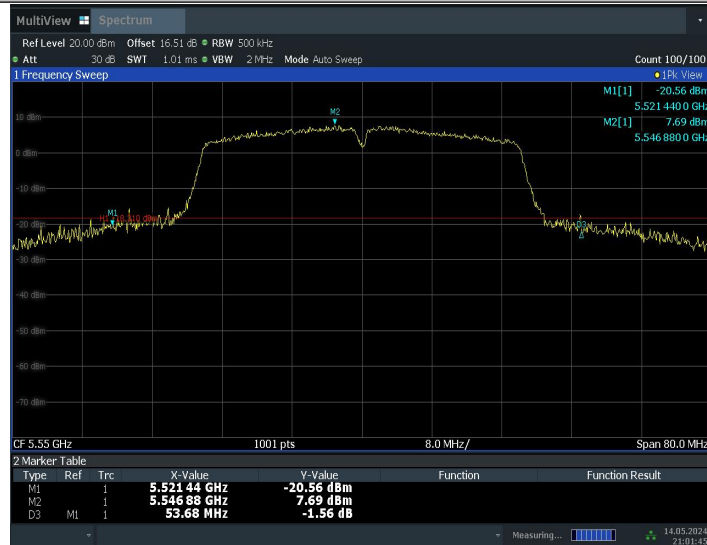 MultiView Spectrum
Ref Level 20.00 dBm Offset 16.51 dB RBW 500 kHz
Att 30 dB SWT 1.01 ms VBW 2 MHz Mode Auto Sweep Count 100/100
1 Frequency Sweep 1Pk View
M1[1] -20.56 dBm
5.521 4400 GHz
M2[1] 7.69 dBm
5.546 8800 GHz
M2
10 dBm
0 dBm
-10 dBm
M1
-20 dBm
D3
-30 dBm
-40 dBm
-50 dBm
-60 dBm
-70 dBm
CF 5.55 GHz 1001 pts 8.0 MHz/ Span 80.0 MHz
2 Marker Table
Type Ref Trc X-Value Y-Value Function Function Result
M1 1 5.521 44 GHz -20.56 dBm
M2 1 5.546 88 GHz 7.69 dBm
D3 M1 1 53.68 MHz -1.56 dB
Measuring... 14.05.2024
21:01:45